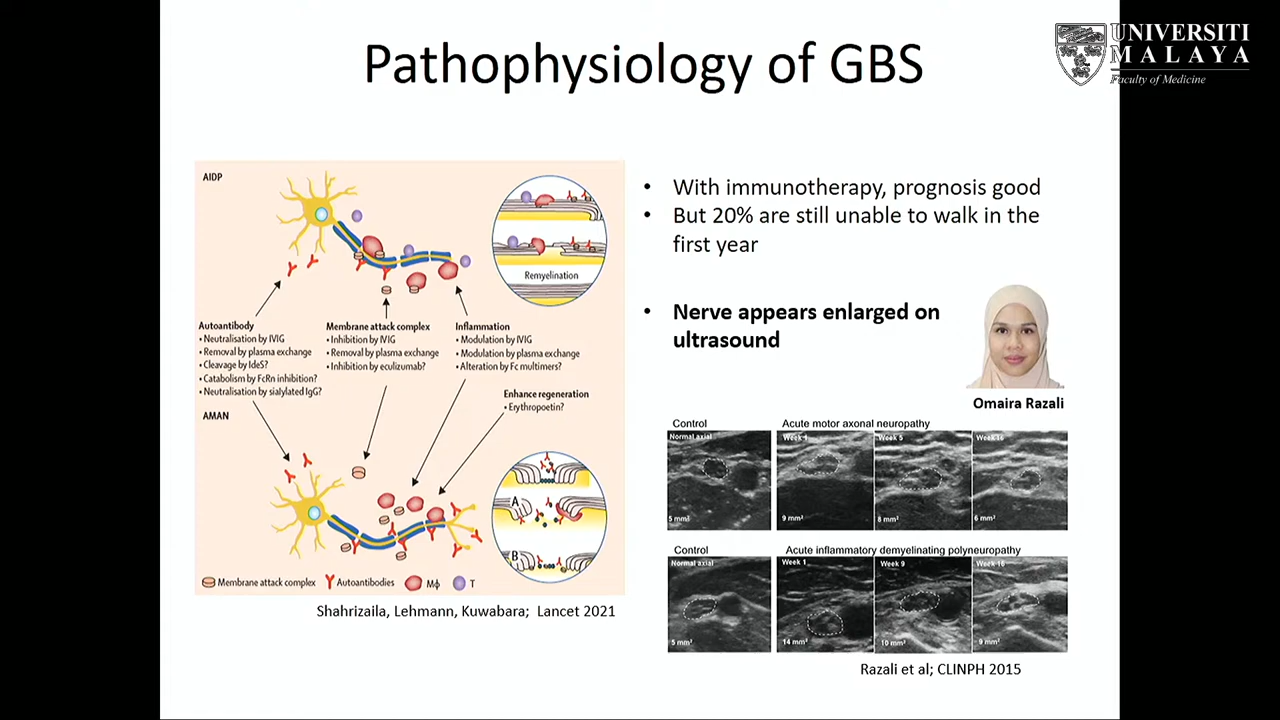 Pathophysiology of GBS
UNIVERSITI
MALAYA
Faculty of Medicine
AIDP
Remyelination
Autoantibody
• Neutralisation by IVIG
• Removal by plasma exchange
• Cleavage by IdeS?
• Catabolism by FcRn inhibition?
• Neutralisation by sialylated IgG?
Membrane attack complex
• Inhibition by IVIG
• Removal by plasma exchange
• Inhibition by eculizumab?
Inflammation
• Modulation by IVIG
• Modulation by plasma exchange
• Alteration by Fc multimers?
Enhance regeneration
• Erythropoetin?
AMAN
A
B
Membrane attack complex
Autoantibodies
Mϕ
T
Shahrizaila, Lehmann, Kuwabara; Lancet 2021
• With immunotherapy, prognosis good
• But 20% are still unable to walk in the
first year
• Nerve appears enlarged on
ultrasound
Omaira Razali
Control
Acute motor axonal neuropathy
Normal axial
Week
Week 5
Week 16
5 mm²
9 mm²
8 mm²
6 mm²
Control
Acute inflammatory demyelinating polyneuropathy
Normal axial
Week 1
Week 9
Week 16
5 mm²
14 mm²
10 mm²
9 mm²
Razali et al; CLINPH 2015